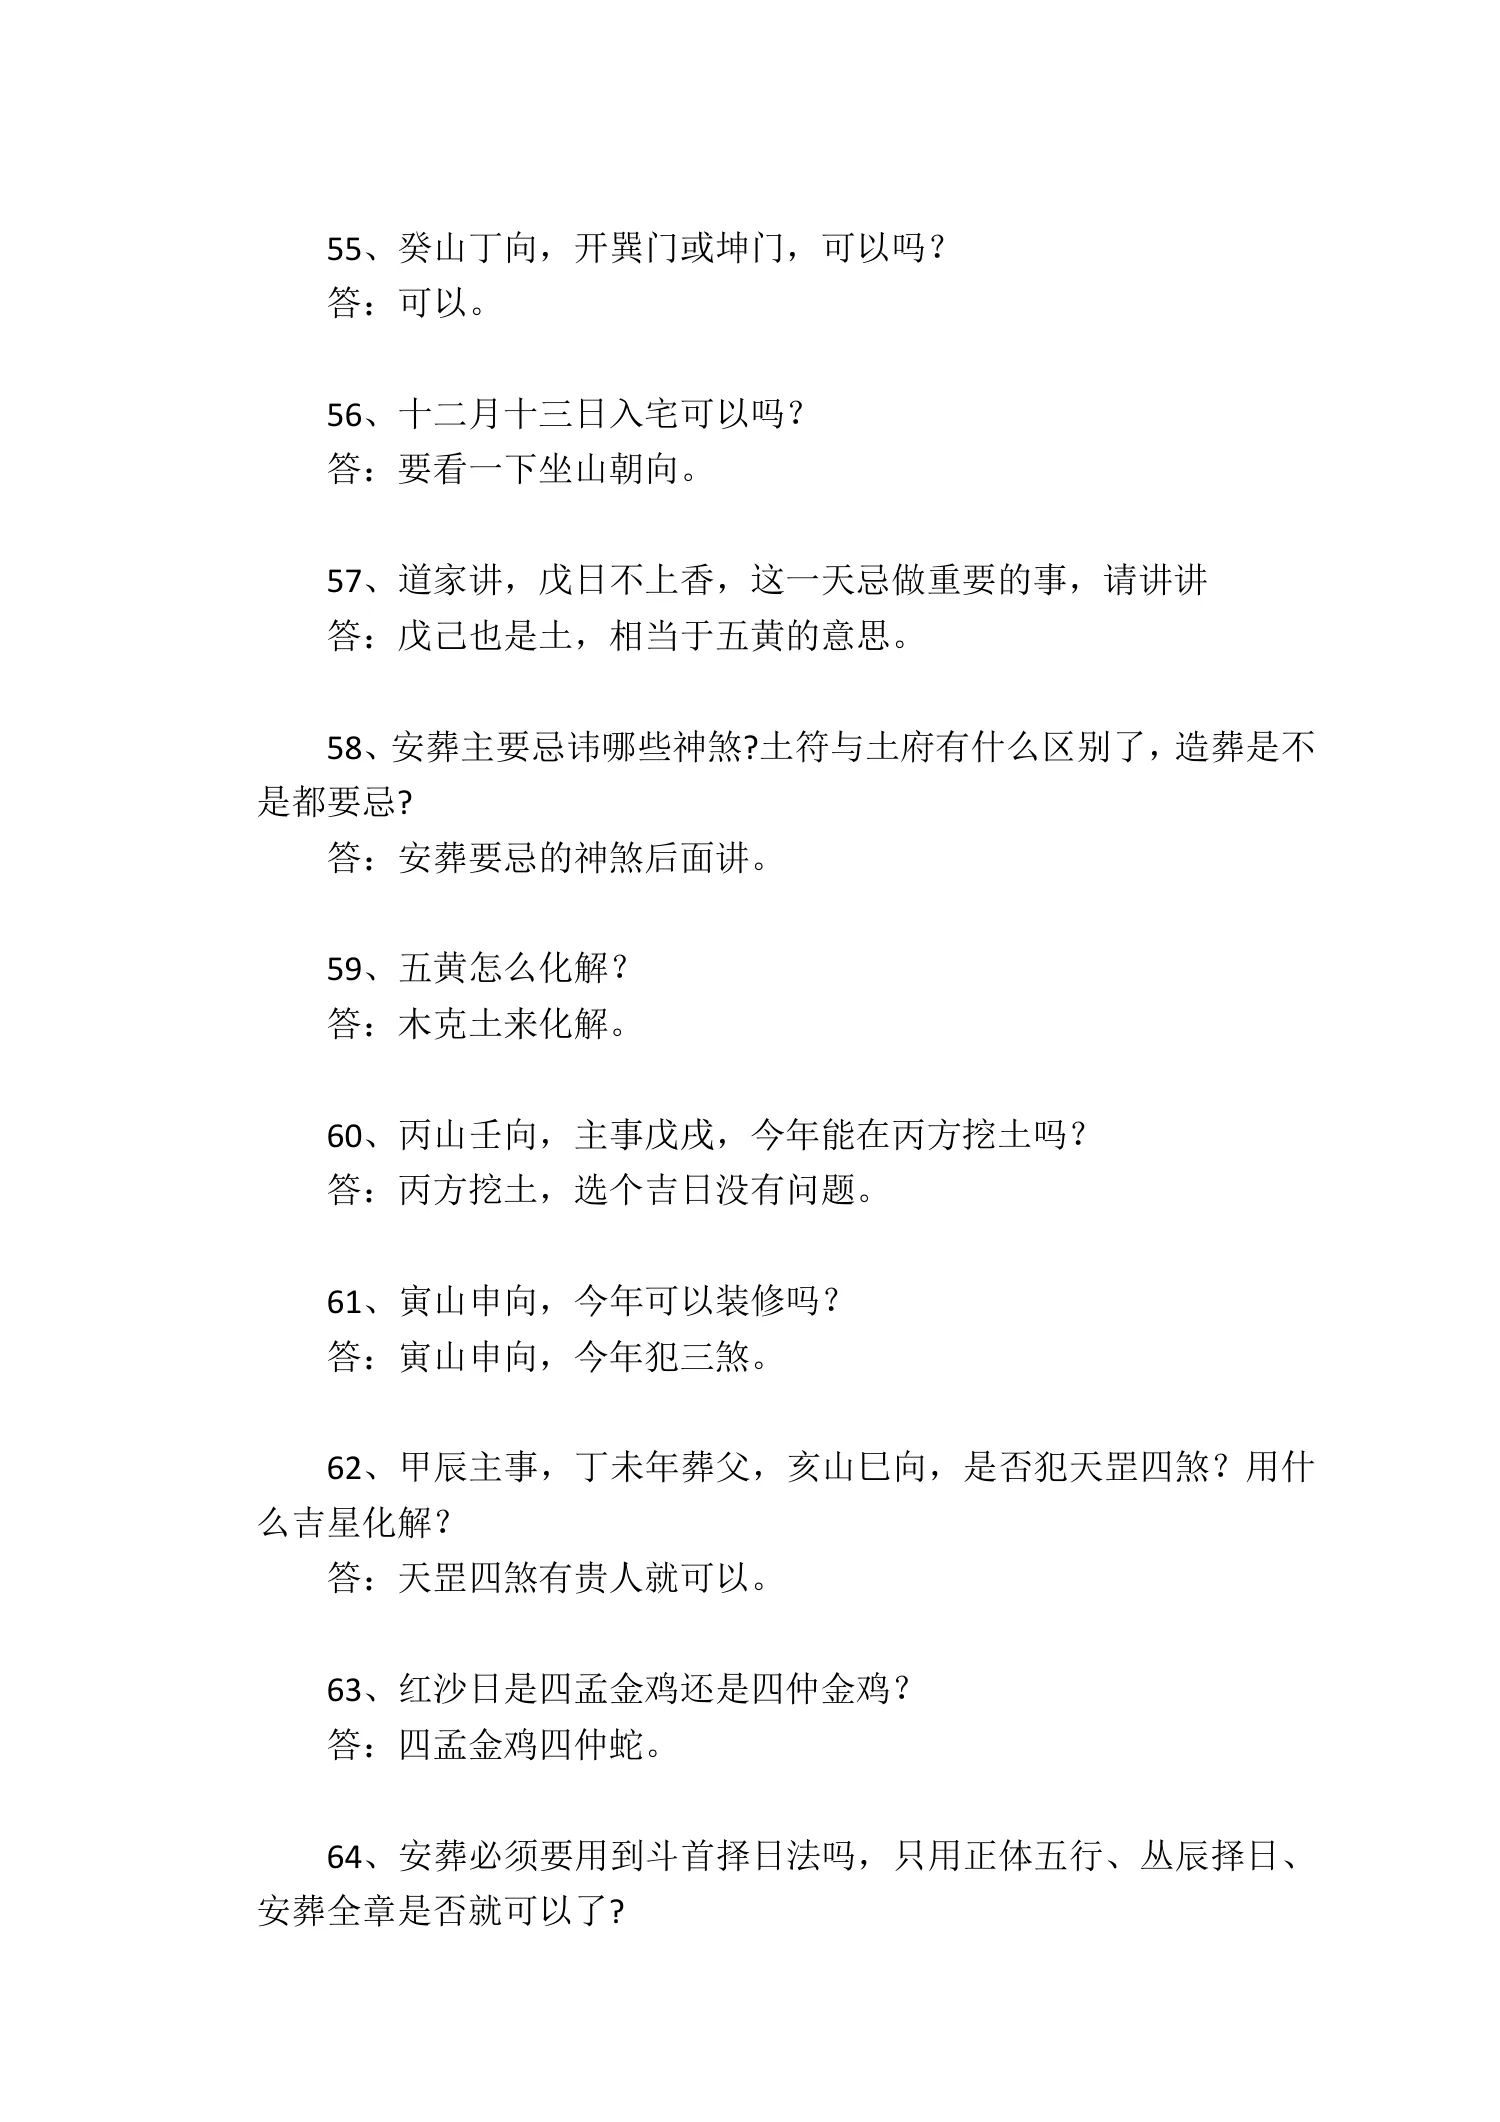 55、癸山丁向，开巽门或坤门，可以吗？
答：可以。
56、十二月十三日入宅可以吗？
答：要看一下坐山朝向。
57、道家讲，戊日不上香，这一天忌做重要的事，请讲讲
答：戊己也是土，相当于五黄的意思。
58、安葬主要忌讳哪些神煞?土符与土府有什么区别了，造葬是不
是都要忌?
答：安葬要忌的神煞后面讲。
59、五黄怎么化解？
答：木克土来化解。
60、丙山壬向，主事戊戌，今年能在丙方挖土吗？
答：丙方挖土，选个吉日没有问题。
61、寅山申向，今年可以装修吗？
答：寅山申向，今年犯三煞。
62、甲辰主事，丁未年葬父，亥山巳向，是否犯天罡四煞？用什
么吉星化解？
答：天罡四煞有贵人就可以。
63、红沙日是四孟金鸡还是四仲金鸡？
答：四孟金鸡四仲蛇。
64、安葬必须要用到斗首择日法吗，只用正体五行、丛辰择日、
安葬全章是否就可以了?